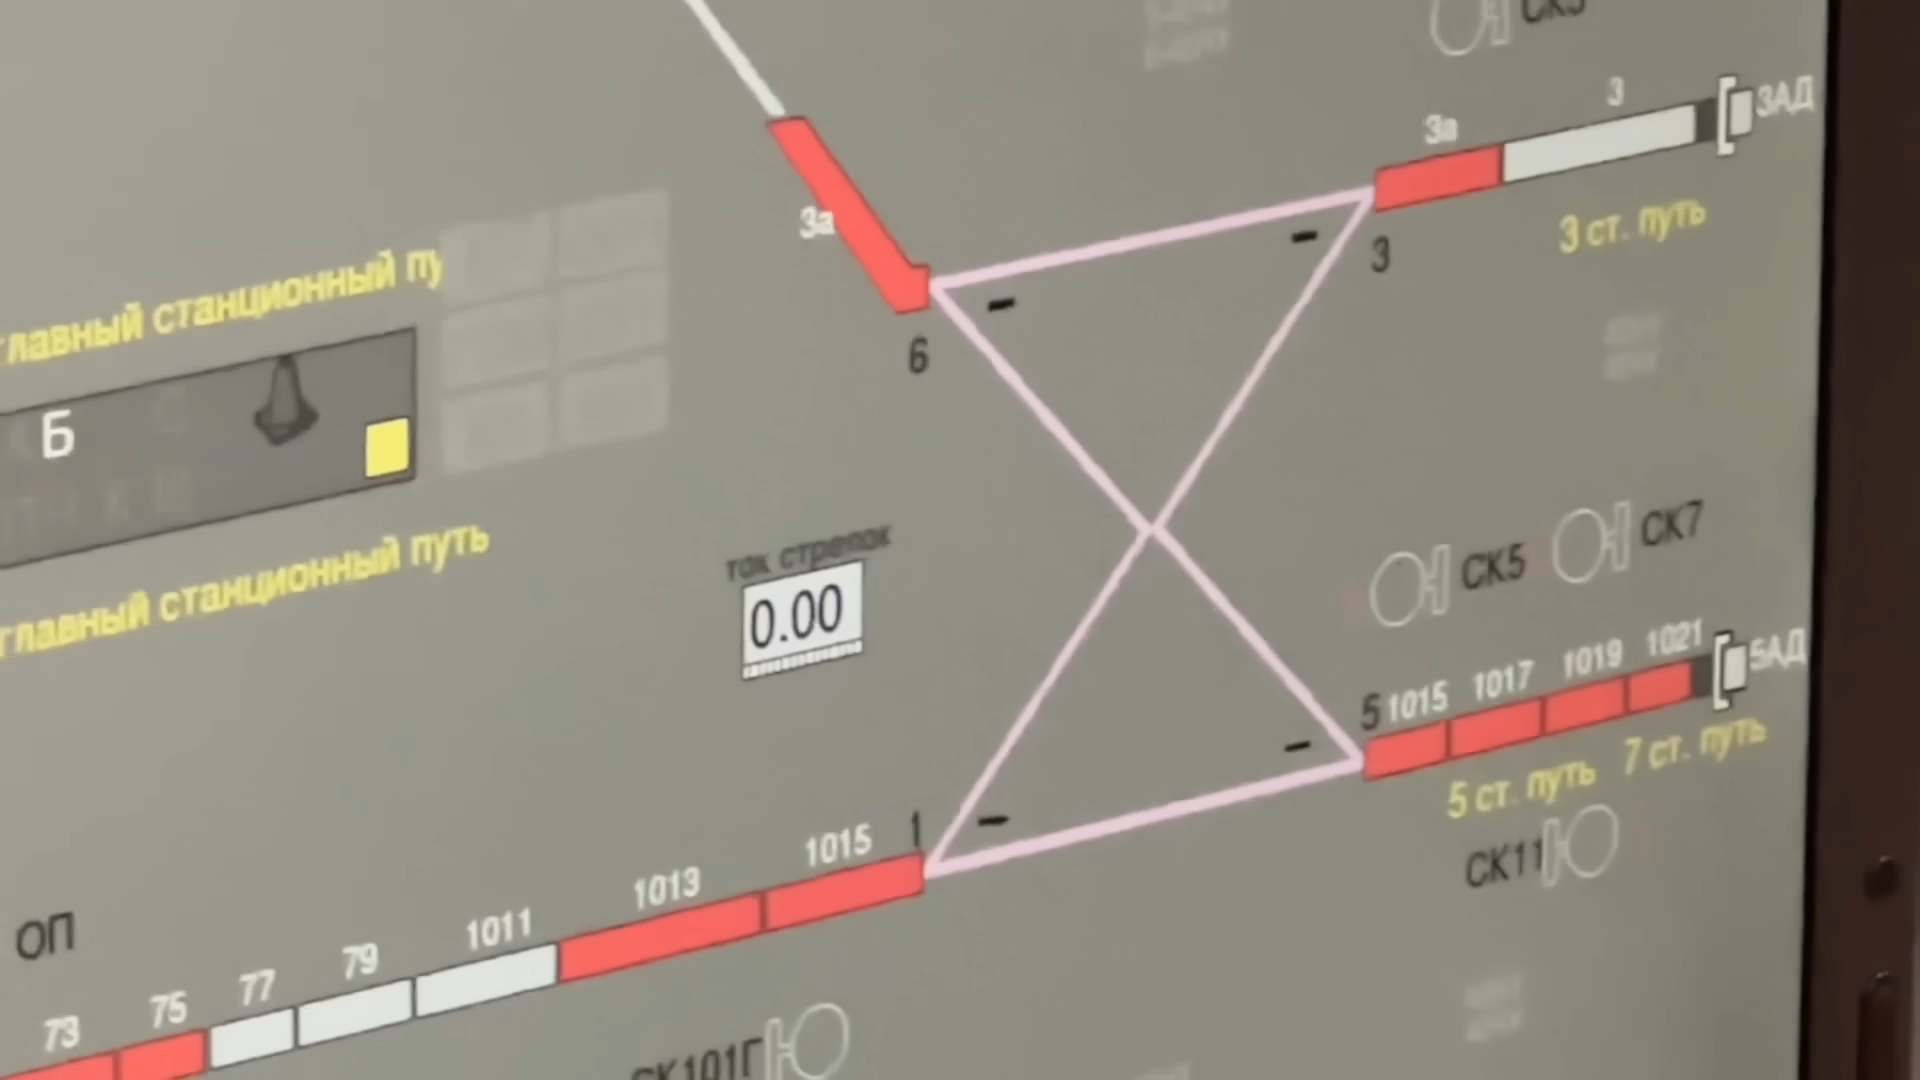 СК3
3
3АД
3а
3а
3 ст. путь
главный станционный пу
3
6
Б
ток стрелок
0.00
СК7
СК5
главный станционный путь
5 1015 1017 1019 1021
5АД
5 ст. путь 7 ст. путь
1
1015
1013
СК11
1011
ОП
79
77
75
73
СК101Г